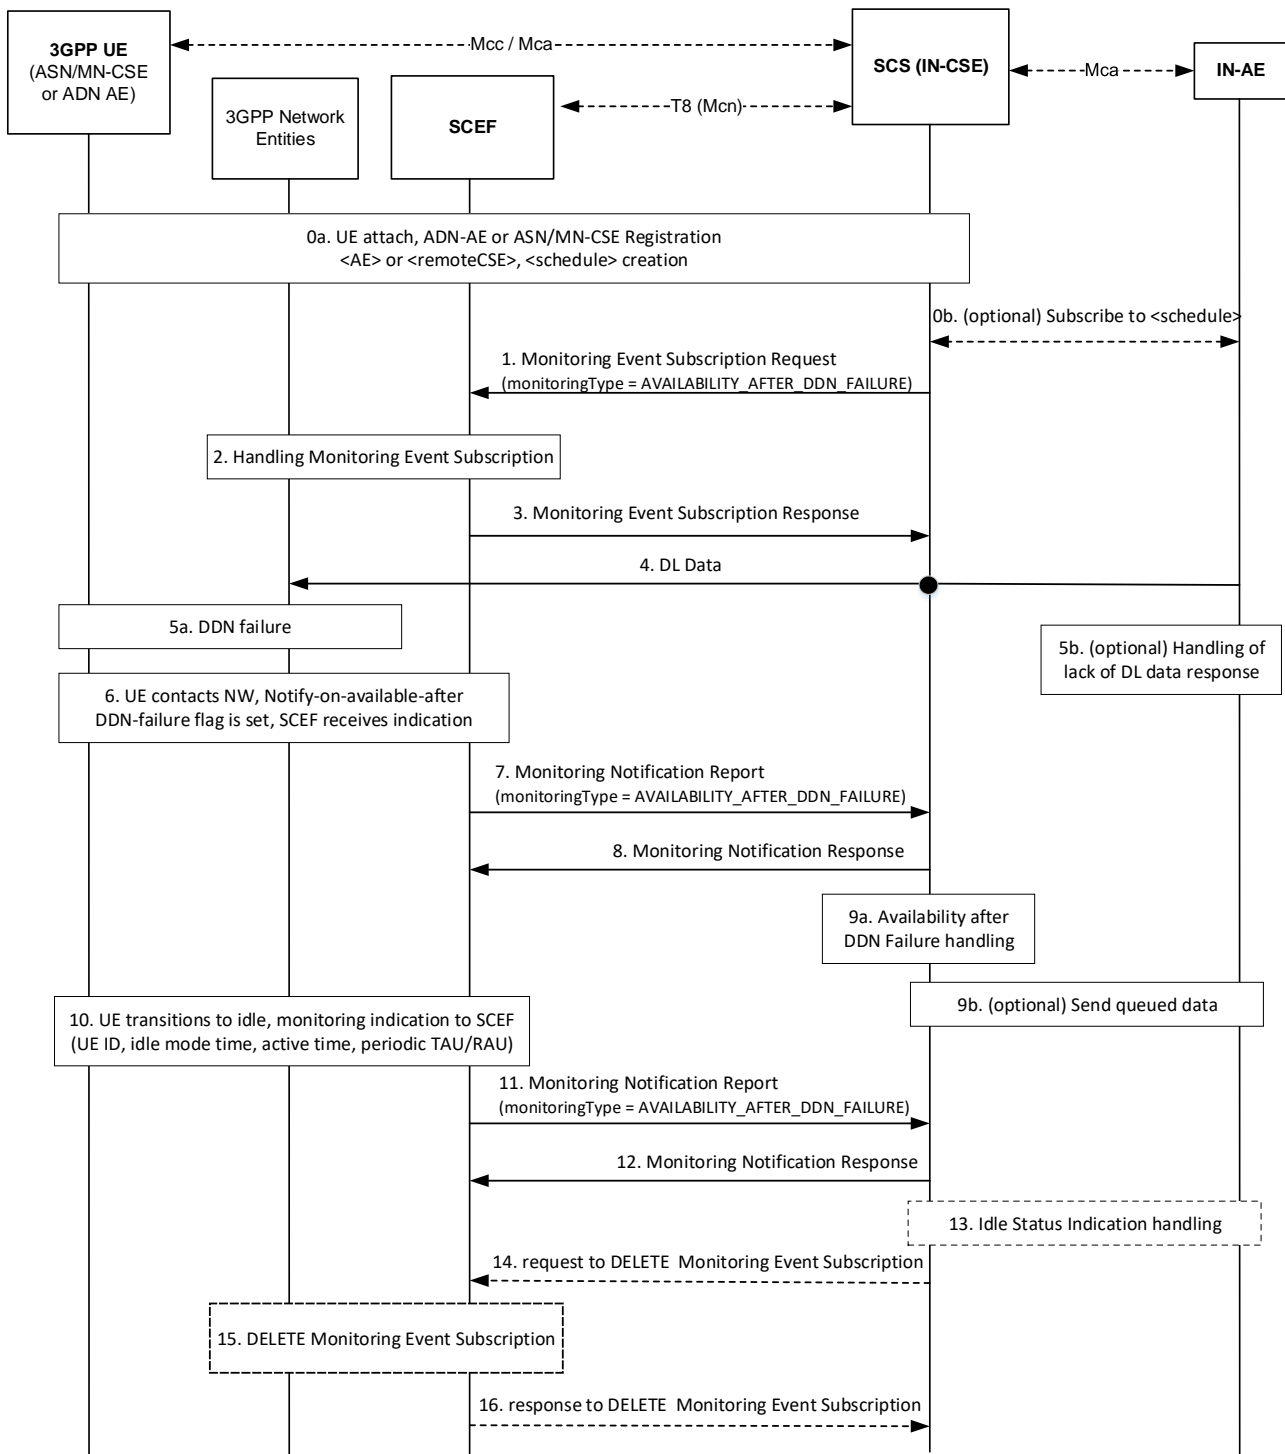 3GPP UE
(ASN/MN-CSE
or ADN AE)
Mcc / Mca
SCS (IN-CSE)
Mca
IN-AE
3GPP Network
Entities
SCEF
T8 (Mcn)
0a. UE attach, ADN-AE or ASN/MN-CSE Registration
<AE> or <remoteCSE>, <schedule> creation
0b. (optional) Subscribe to <schedule>
1. Monitoring Event Subscription Request
(monitoringType = AVAILABILITY_AFTER_DDN_FAILURE)
2. Handling Monitoring Event Subscription
3. Monitoring Event Subscription Response
4. DL Data
5a. DDN failure
5b. (optional) Handling of
lack of DL data response
6. UE contacts NW, Notify-on-available-after
DDN-failure flag is set, SCEF receives indication
7. Monitoring Notification Report
(monitoringType = AVAILABILITY_AFTER_DDN_FAILURE)
8. Monitoring Notification Response
9a. Availability after
DDN Failure handling
9b. (optional) Send queued data
10. UE transitions to idle, monitoring indication to SCEF
(UE ID, idle mode time, active time, periodic TAU/RAU)
11. Monitoring Notification Report
(monitoringType = AVAILABILITY_AFTER_DDN_FAILURE)
12. Monitoring Notification Response
13. Idle Status Indication handling
14. request to DELETE  Monitoring Event Subscription
15. DELETE Monitoring Event Subscription
16. response to DELETE  Monitoring Event Subscription